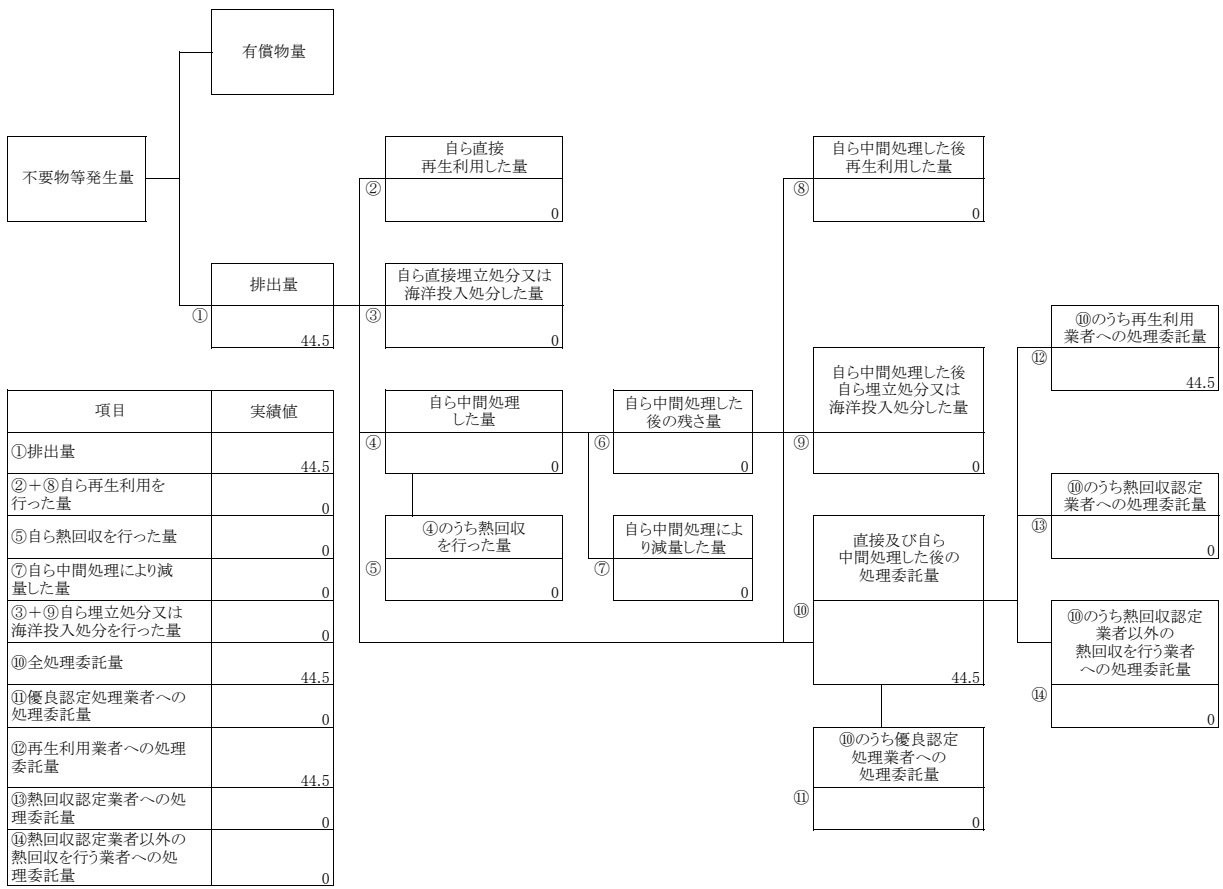 有償物量
不要物等発生量
自ら直接
再生利用した量
②
0
自ら中間処理した後
再生利用した量
⑧
0
排出量
①
44.5
自ら直接埋立処分又は
海洋投入処分した量
③
0
⑩のうち再生利用
業者への処理委託量
⑫
44.5
自ら中間処理
した量
④
0
自ら中間処理した
後の残さ量
⑥
0
自ら中間処理した後
自ら埋立処分又は
海洋投入処分した量
⑨
0
⑩のうち熱回収認定
業者への処理委託量
⑬
0
④のうち熱回収
を行った量
⑤
0
自ら中間処理によ
り減量した量
⑦
0
直接及び自ら
中間処理した後の
処理委託量
⑩
44.5
⑩のうち熱回収認定
業者以外の
熱回収を行う業者
への処理委託量
⑭
0
⑩のうち優良認定
処理業者への
処理委託量
⑪
0
項目 実績値
①排出量
44.5
②＋⑧自ら再生利用を
行った量
0
⑤自ら熱回収を行った量
0
⑦自ら中間処理により減
量した量
0
③＋⑨自ら埋立処分又は
海洋投入処分を行った量
0
⑩全処理委託量
44.5
⑪優良認定処理業者への
処理委託量
0
⑫再生利用業者への処理
委託量
44.5
⑬熱回収認定業者への処
理委託量
0
⑭熱回収認定業者以外の
熱回収を行う業者への処
理委託量
0